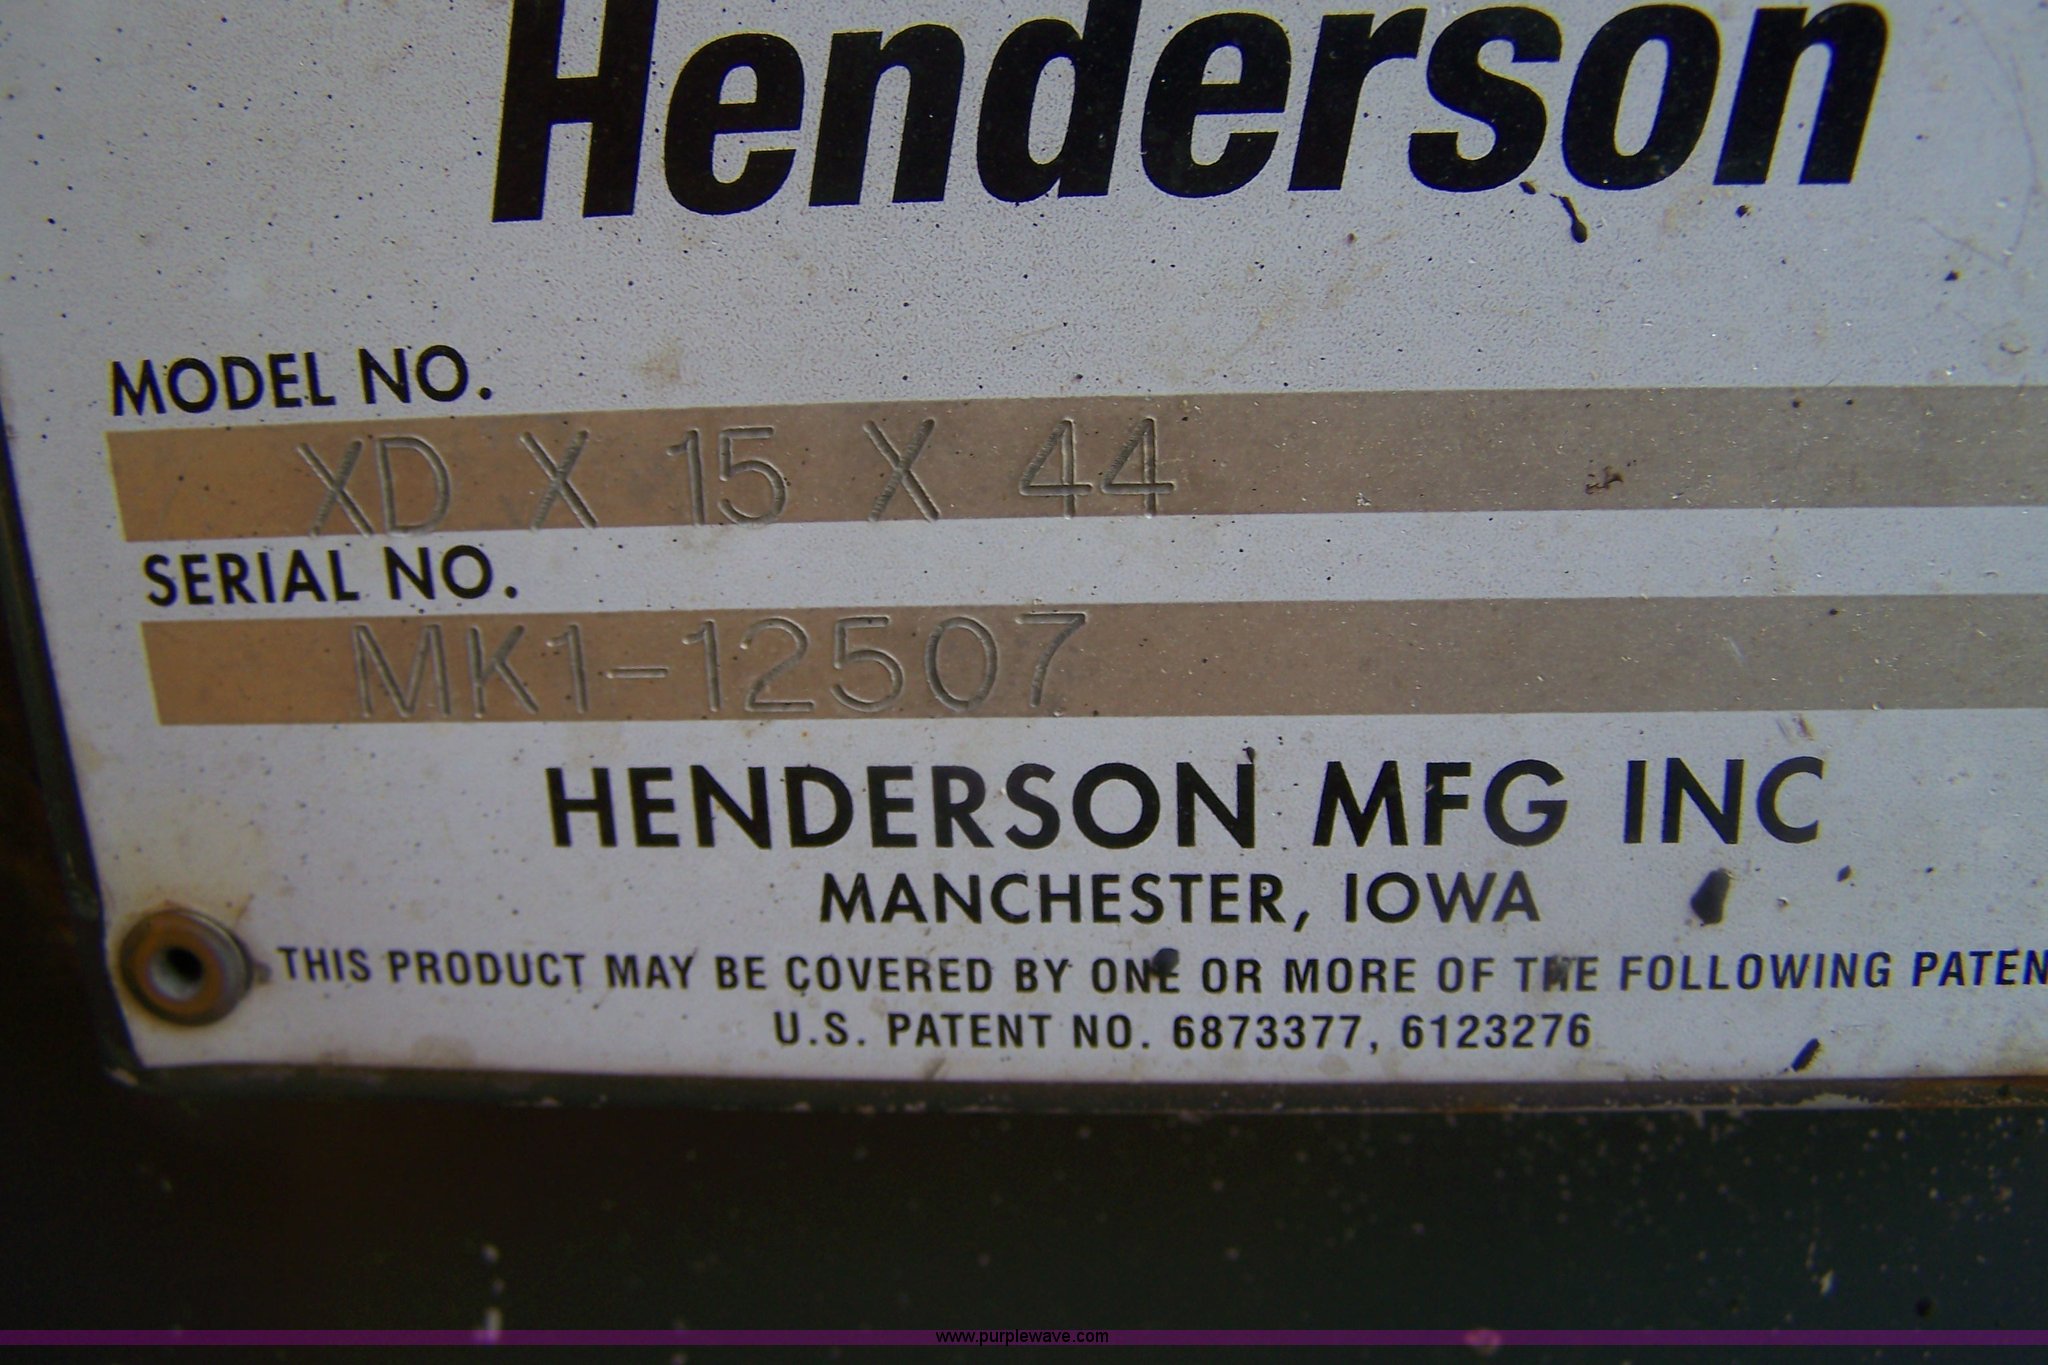 Henderson
MODEL NO.
XD X 15 X 44
SERIAL NO.
MK1-12507
HENDERSON MFG INC
MANCHESTER, IOWA
THIS PRODUCT MAY BE COVERED BY ONE OR MORE OF THE FOLLOWING PATEN
U.S. PATENT NO. 6873377, 6123276
www.purplewave.com